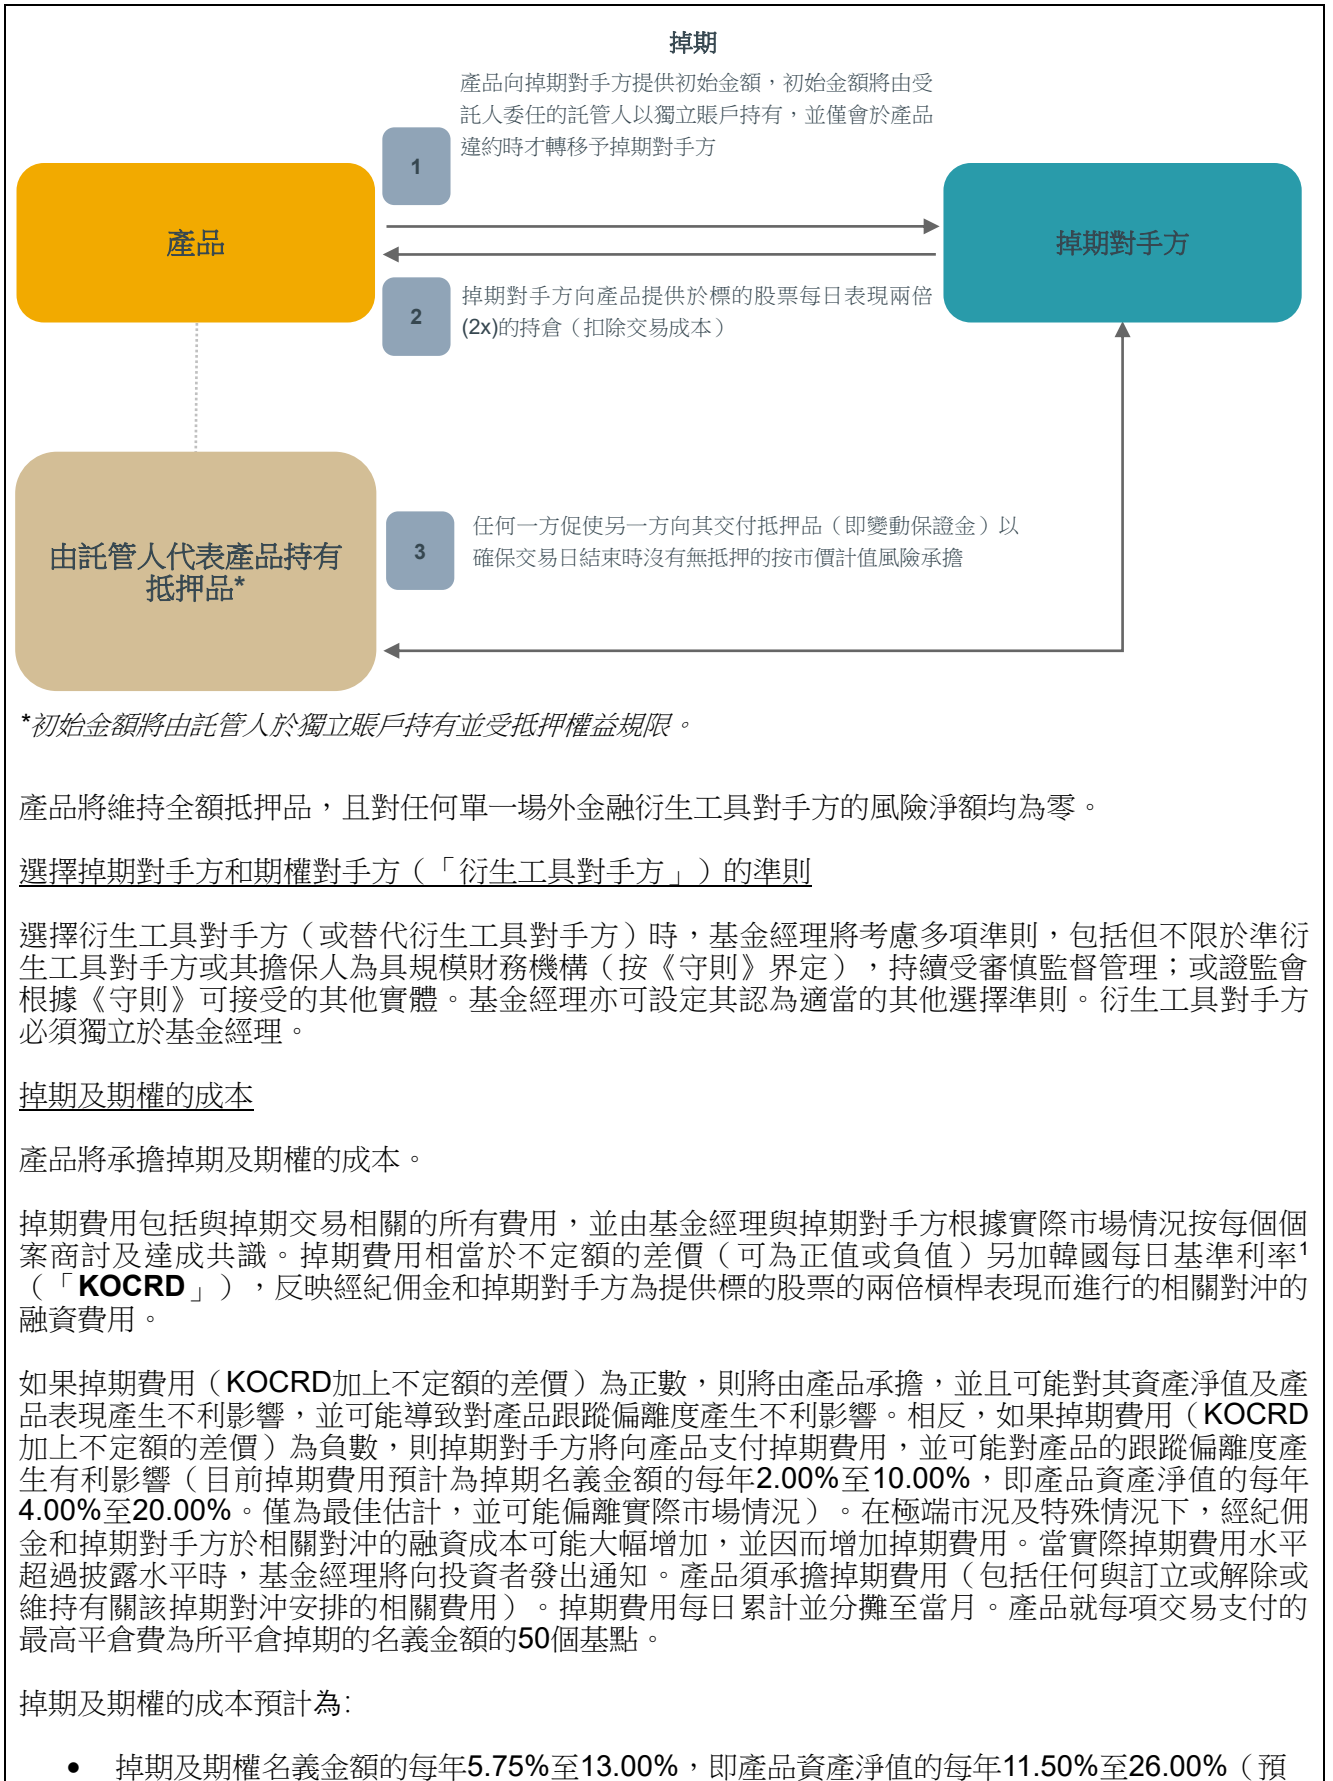 掉期
產品向掉期對手方提供初始金額，初始金額將由受
託人委任的託管人以獨立賬戶持有，並僅會於產品
違約時才轉移予掉期對手方
1
產品
掉期對手方
2
掉期對手方向產品提供於標的股票每日表現兩倍
(2x)的持倉（扣除交易成本）
由託管人代表產品持有
抵押品*
3
任何一方促使另一方向其交付抵押品（即變動保證金）以
確保交易日結束時沒有無抵押的按市價計值風險承擔
*初始金額將由託管人於獨立賬戶持有並受抵押權益規限。
產品將維持全額抵押品，且對任何單一場外金融衍生工具對手方的風險淨額均為零。
選擇掉期對手方和期權對手方（「衍生工具對手方」）的準則
選擇衍生工具對手方（或替代衍生工具對手方）時，基金經理將考慮多項準則，包括但不限於準衍
生工具對手方或其擔保人為具規模財務機構（按《守則》界定），持續受審慎監督管理；或證監會
根據《守則》可接受的其他實體。基金經理亦可設定其認為適當的其他選擇準則。衍生工具對手方
必須獨立於基金經理。
掉期及期權的成本
產品將承擔掉期及期權的成本。
掉期費用包括與掉期交易相關的所有費用，並由基金經理與掉期對手方根據實際市場情況按每個個
案商討及達成共識。掉期費用相當於不定額的差價（可為正值或負值）另加韓國每日基準利率1
（「KOCRD」），反映經紀佣金和掉期對手方為提供標的股票的兩倍槓桿表現而進行的相關對沖的
融資費用。
如果掉期費用（KOCRD加上不定額的差價）為正數，則將由產品承擔，並且可能對其資產淨值及產
品表現產生不利影響，並可能導致對產品跟蹤偏離度產生不利影響。相反，如果掉期費用（KOCRD
加上不定額的差價）為負數，則掉期對手方將向產品支付掉期費用，並可能對產品的跟蹤偏離度產
生有利影響（目前掉期費用預計為掉期名義金額的每年2.00%至10.00%，即產品資產淨值的每年
4.00%至20.00%。僅為最佳估計，並可能偏離實際市場情況）。在極端市況及特殊情況下，經紀佣
金和掉期對手方於相關對沖的融資成本可能大幅增加，並因而增加掉期費用。當實際掉期費用水平
超過披露水平時，基金經理將向投資者發出通知。產品須承擔掉期費用（包括任何與訂立或解除或
維持有關該掉期對沖安排的相關費用）。掉期費用每日累計並分攤至當月。產品就每項交易支付的
最高平倉費為所平倉掉期的名義金額的50個基點。
掉期及期權的成本預計為:
• 掉期及期權名義金額的每年5.75%至13.00%，即產品資產淨值的每年11.50%至26.00%（預